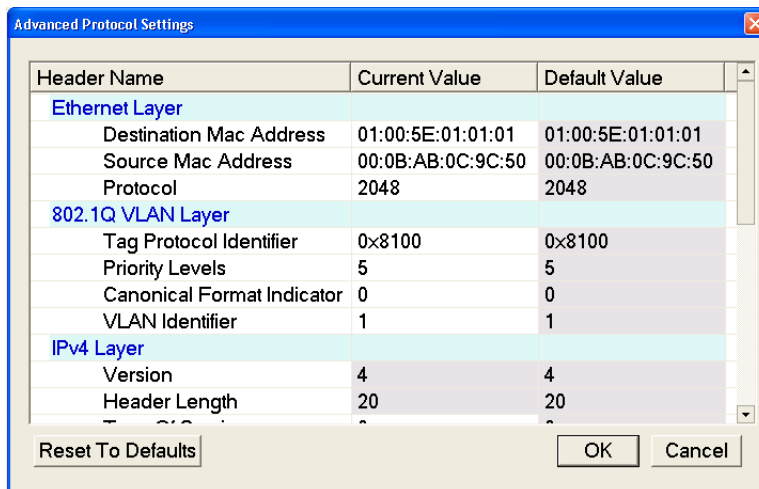 Advanced Protocol Settings
Header Name Current Value Default Value
Ethernet Layer
Destination Mac Address 01:00:5E:01:01:01 01:00:5E:01:01:01
Source Mac Address 00:0B:AB:0C:9C:50 00:0B:AB:0C:9C:50
Protocol 2048 2048
802.1Q VLAN Layer
Tag Protocol Identifier 0x8100 0x8100
Priority Levels 5 5
Canonical Format Indicator 0 0
VLAN Identifier 1 1
IPv4 Layer
Version 4 4
Header Length 20 20
Reset To Defaults OK Cancel